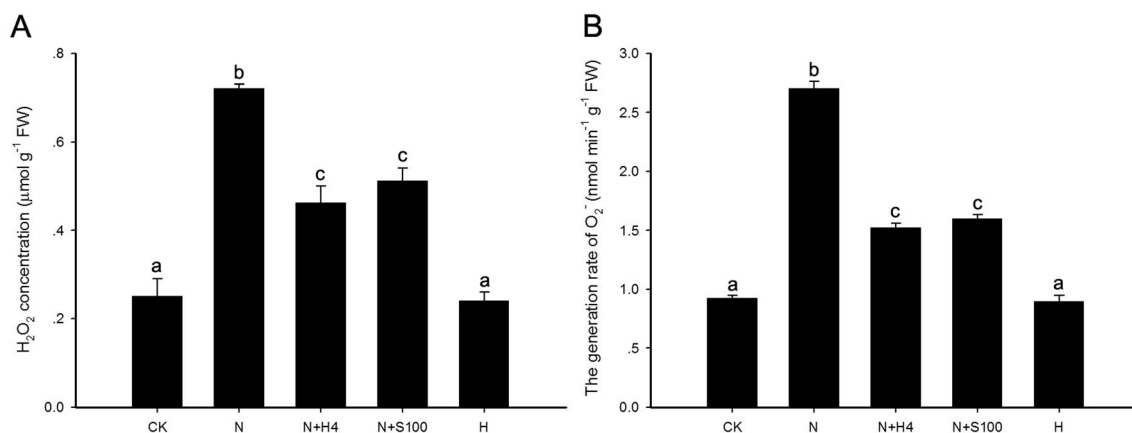 A
H₂O₂ concentration (µmol g⁻¹ FW)
.8
.6
.4
.2
0.0
a
b
c
c
a
CK N N+H4 N+S100 H
B
The generation rate of O₂⁻ (nmol min⁻¹ g⁻¹ FW)
3.0
2.5
2.0
1.5
1.0
.5
0.0
a
b
c
c
a
CK N N+H4 N+S100 H